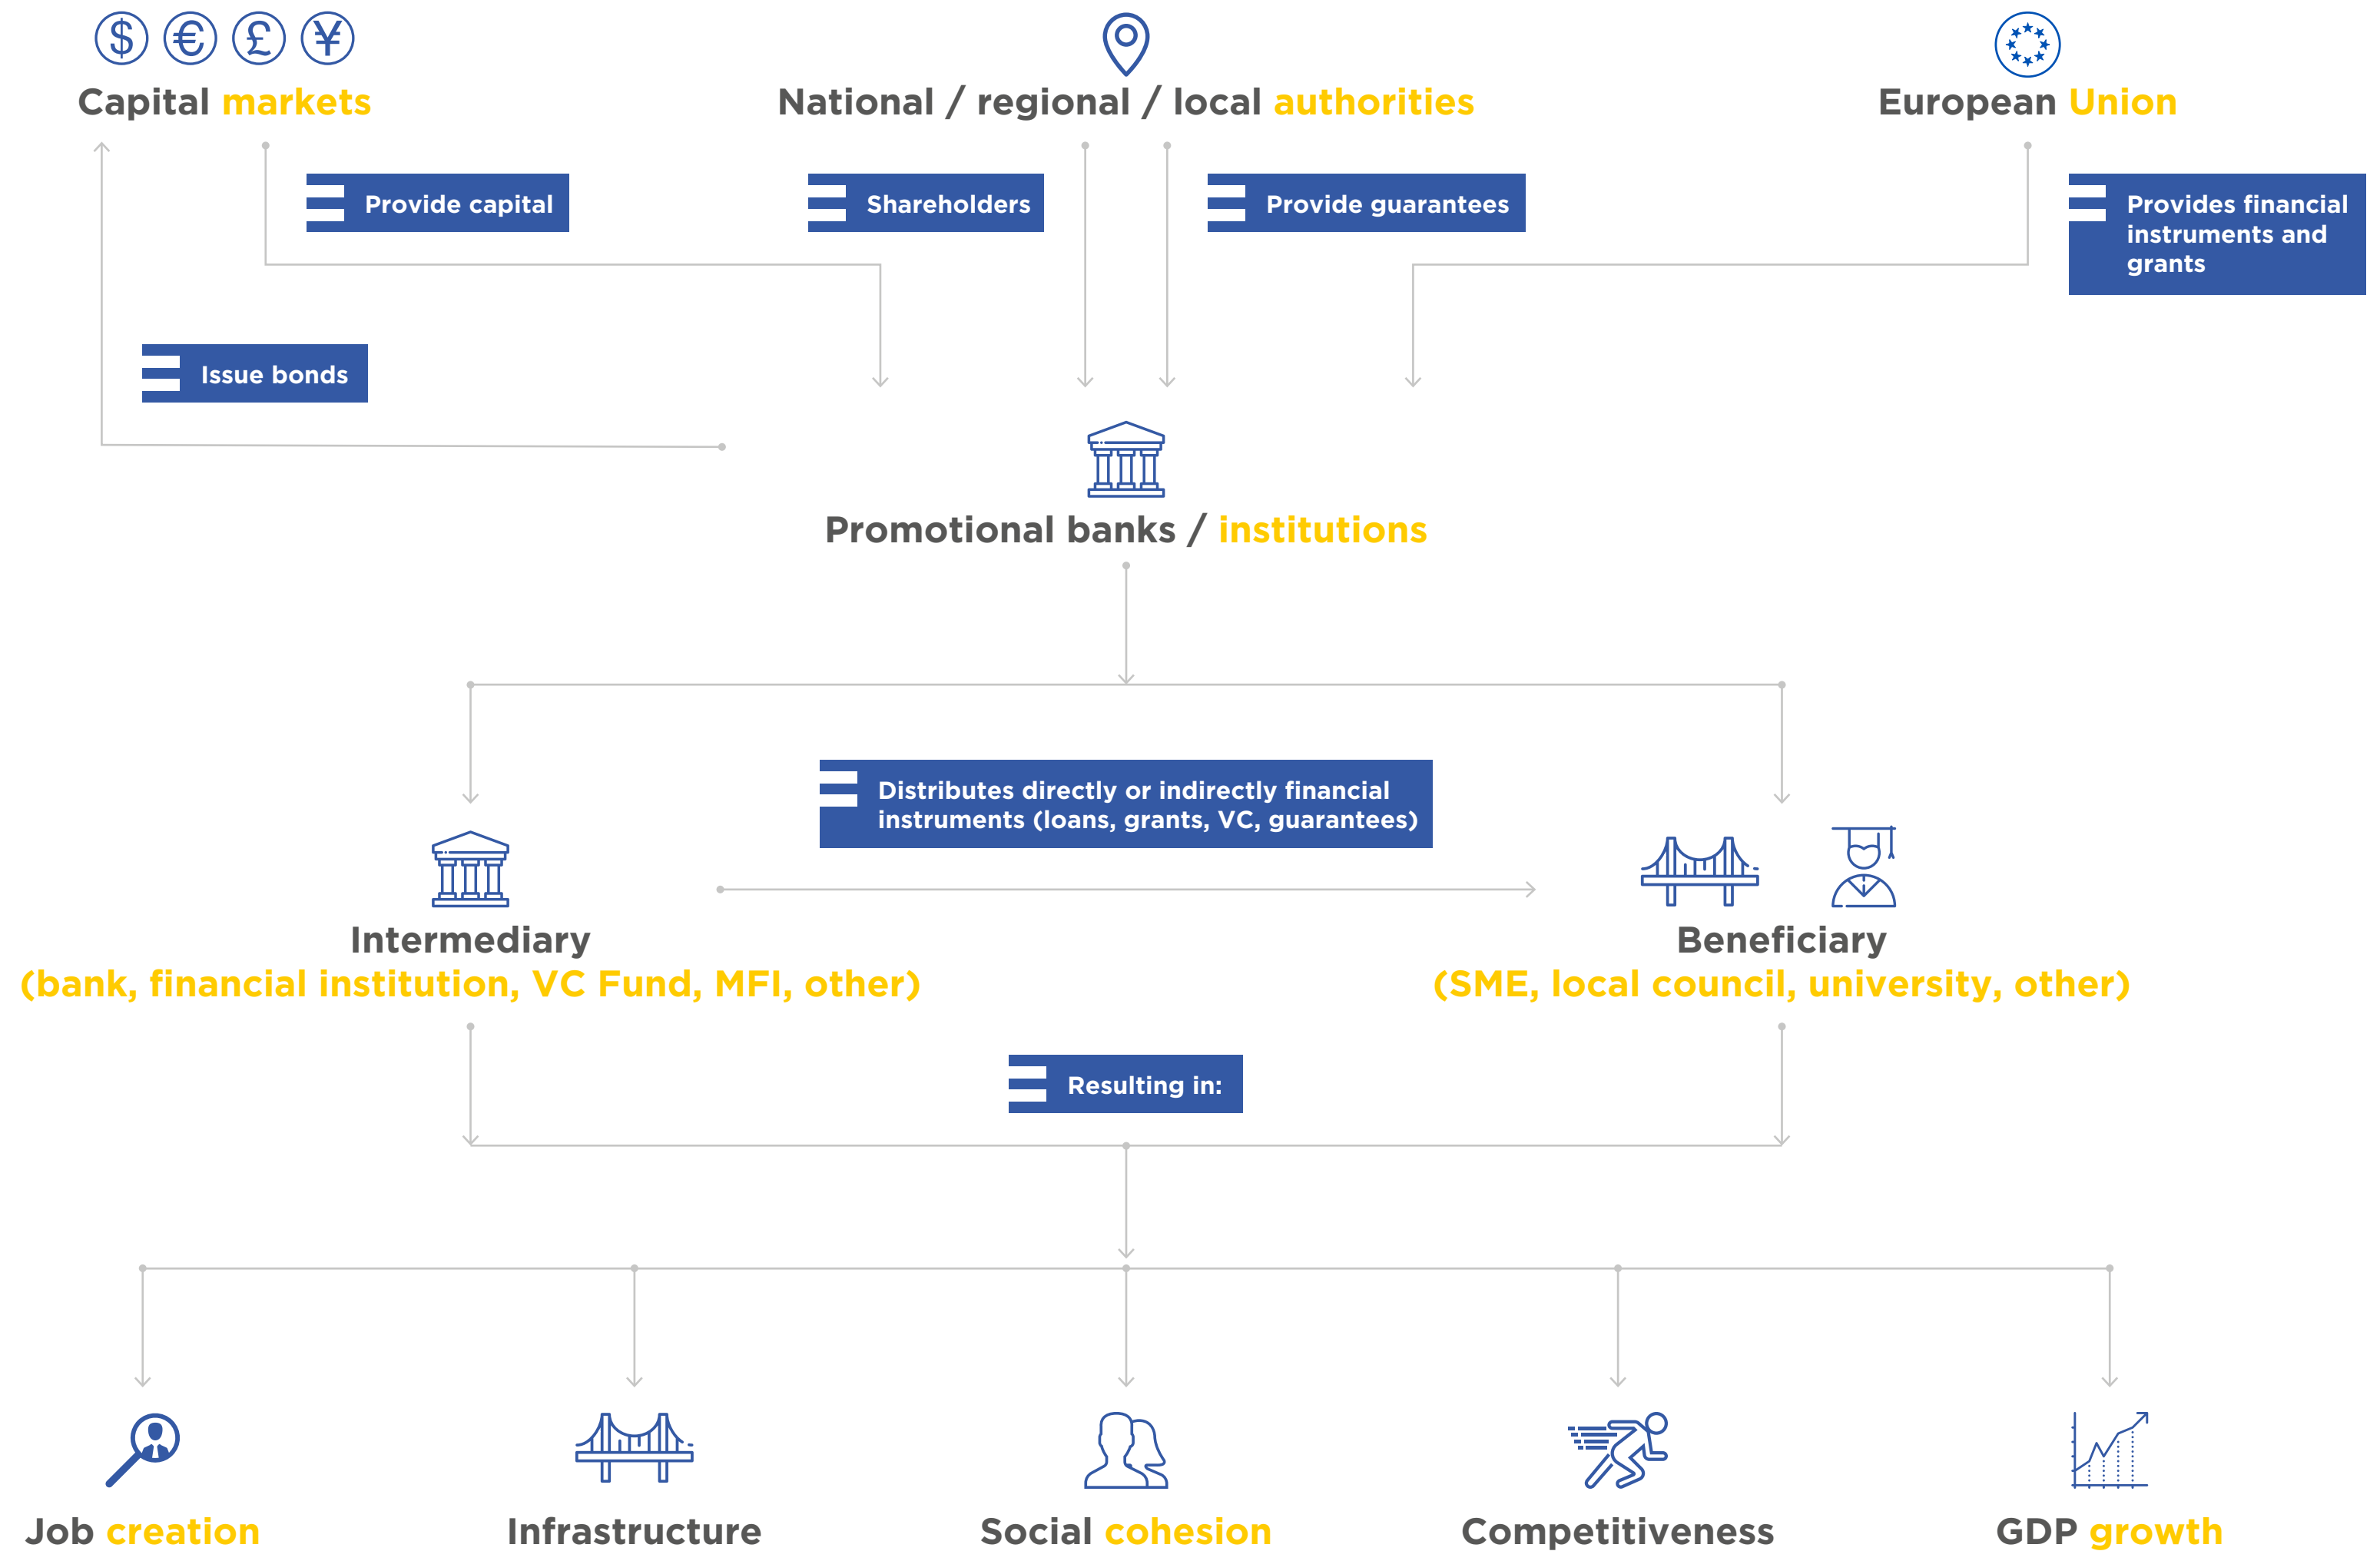 $ € £ ¥
Capital markets
National / regional / local authorities
European Union
Provide capital
Shareholders
Provide guarantees
Provides financial
instruments and
grants
Issue bonds
Promotional banks / institutions
Distributes directly or indirectly financial
instruments (loans, grants, VC, guarantees)
Intermediary
(bank, financial institution, VC Fund, MFI, other)
Beneficiary
(SME, local council, university, other)
Resulting in:
Job creation
Infrastructure
Social cohesion
Competitiveness
GDP growth